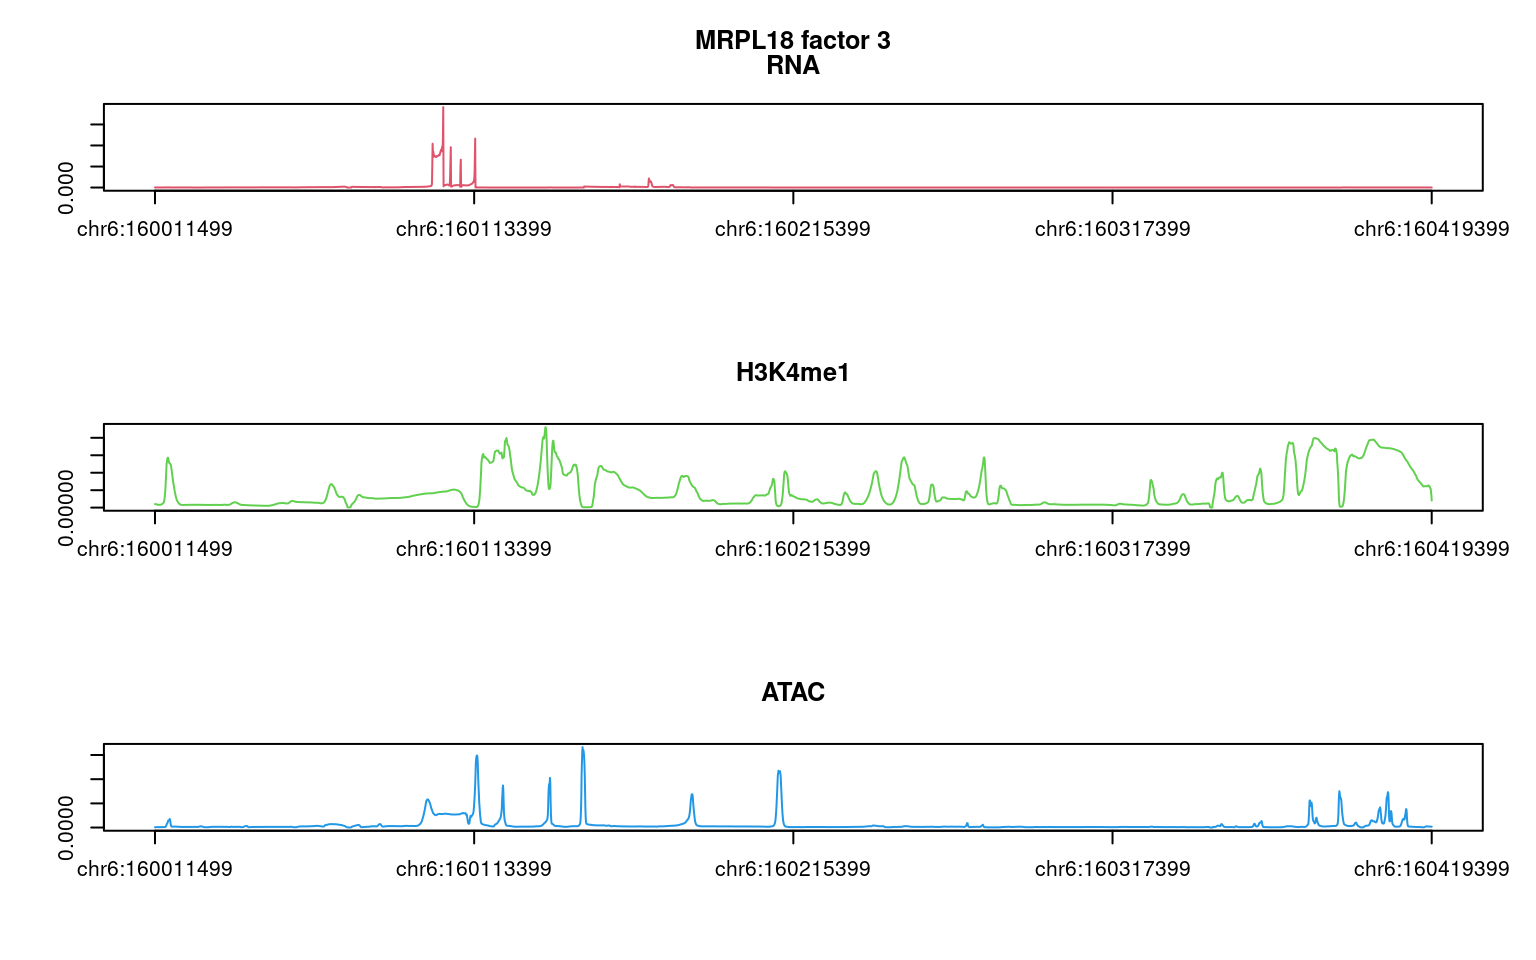 MRPL18 factor 3
RNA
0.000
chr6:160011499 chr6:160113399 chr6:160215399 chr6:160317399 chr6:160419399
H3K4me1
0.00000
chr6:160011499 chr6:160113399 chr6:160215399 chr6:160317399 chr6:160419399
ATAC
0.0000
chr6:160011499 chr6:160113399 chr6:160215399 chr6:160317399 chr6:160419399